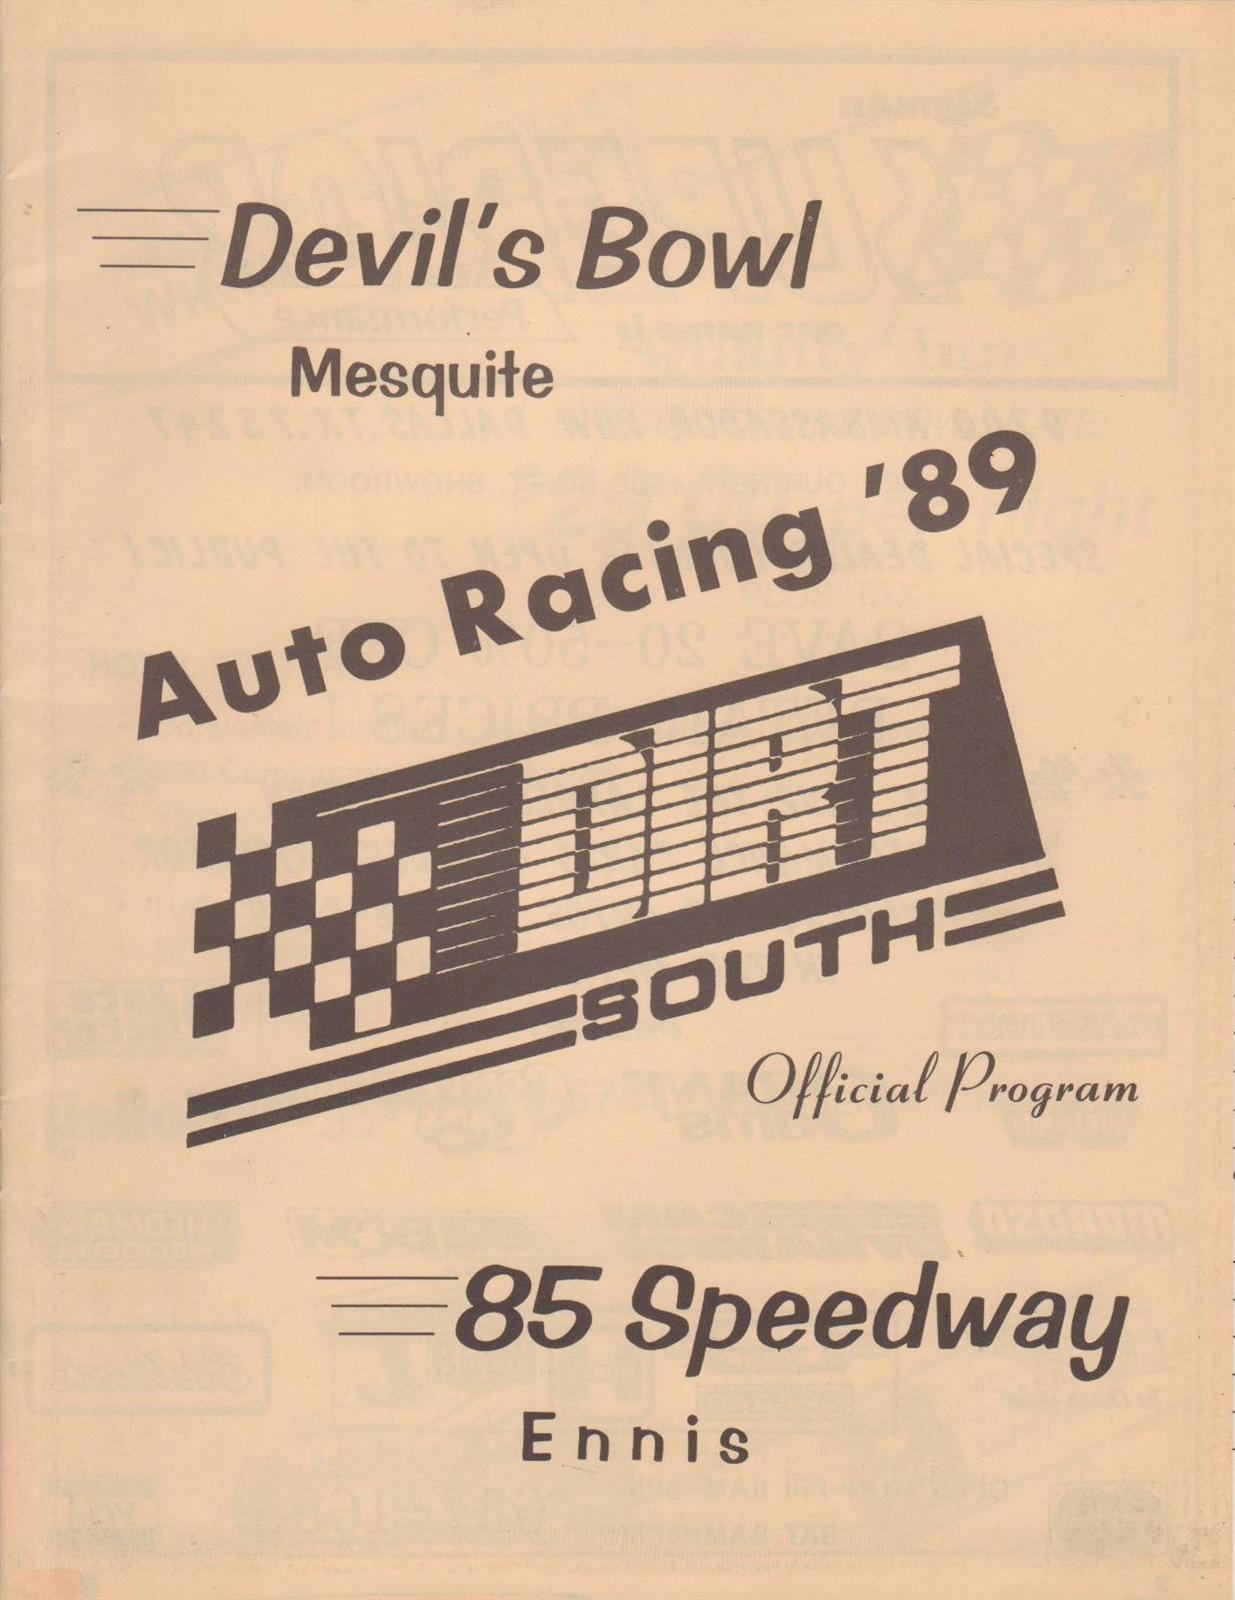 Devil's Bowl
Mesquite
Auto Racing '89
DIRT
SOUTH
Official Program
85 Speedway
Ennis